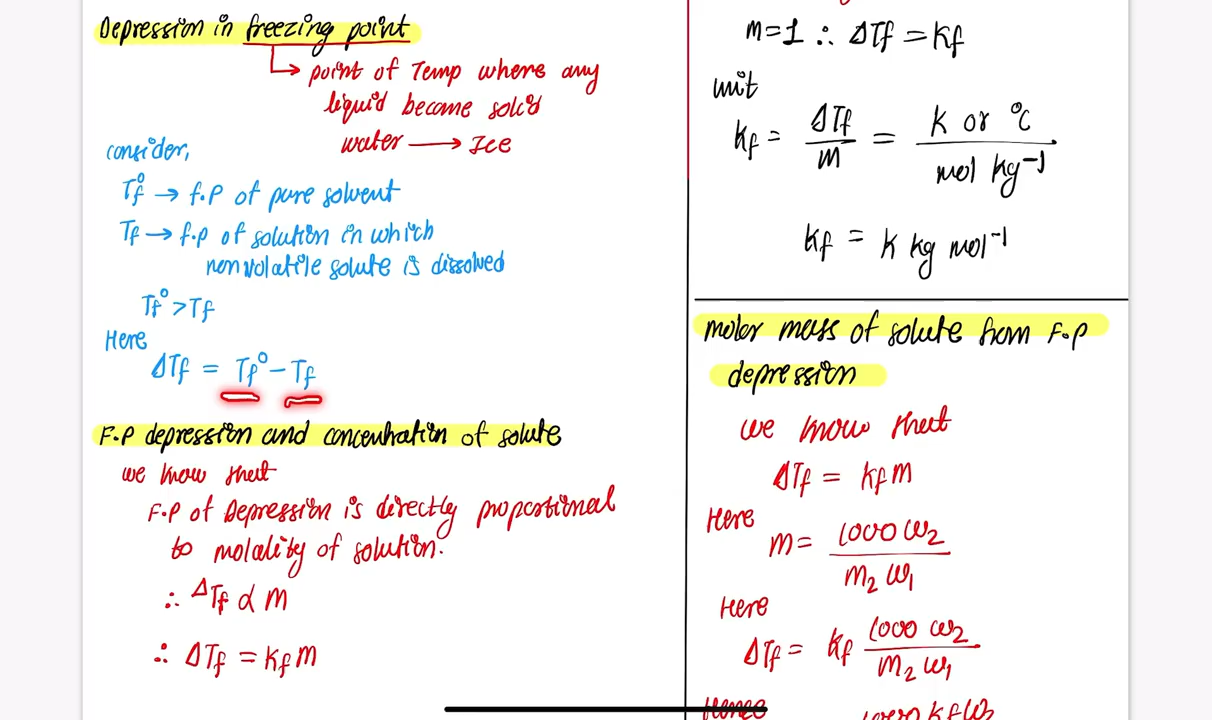 Depression in freezing point
point of Temp where any
liquid become solid
water → Ice
consider,
Tf° → f.p of pure solvent
Tf → f.p of solution in which
nonvolatile solute is dissolved
Tf° > Tf
Here
ΔTf = Tf° - Tf
F.P depression and concentration of solute
we know that
F.P of Depression is directly proportional
to molality of solution.
∴ ΔTf ∝ m
∴ ΔTf = Kf m
m = 1 ∴ ΔTf = Kf
unit
Kf = ΔTf / m = K or °C / mol kg⁻¹
Kf = K kg mol⁻¹
moler mass of solute from F.P
depression
we know that
ΔTf = Kf m
Here
m = 1000 w₂ / m₂ w₁
Here
ΔTf = Kf 1000 w₂ / m₂ w₁
Hence